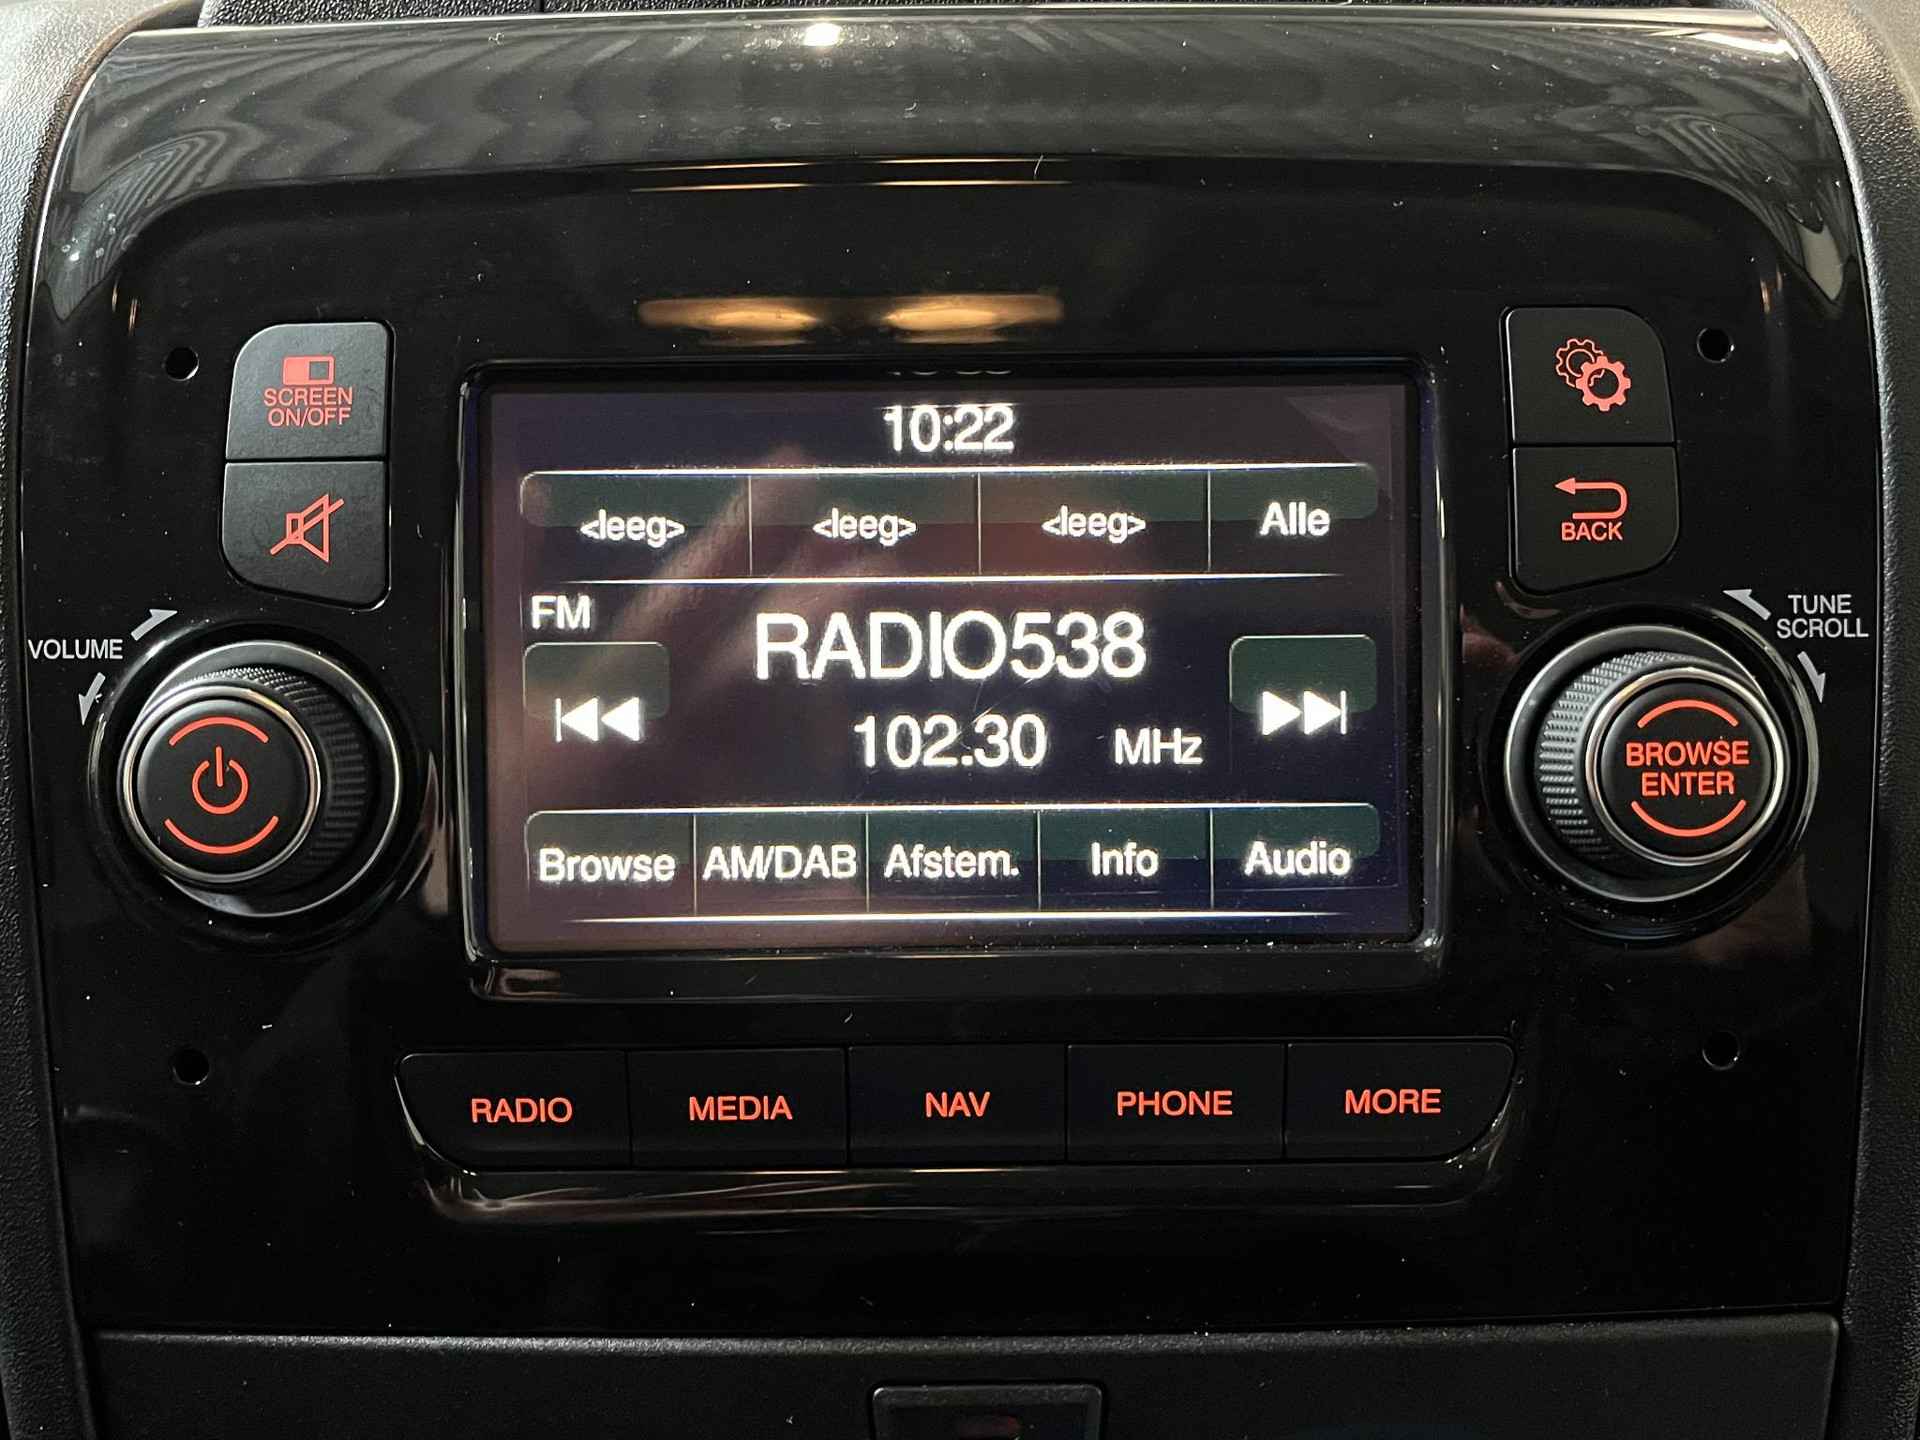 SCREEN
ON/OFF
VOLUME
10:22
<leeg> <leeg> <leeg> Alle
FM
RADIO538
102.30 MHz
Browse AM/DAB Afstem. Info Audio
BACK
TUNE
SCROLL
BROWSE
ENTER
RADIO MEDIA NAV PHONE MORE